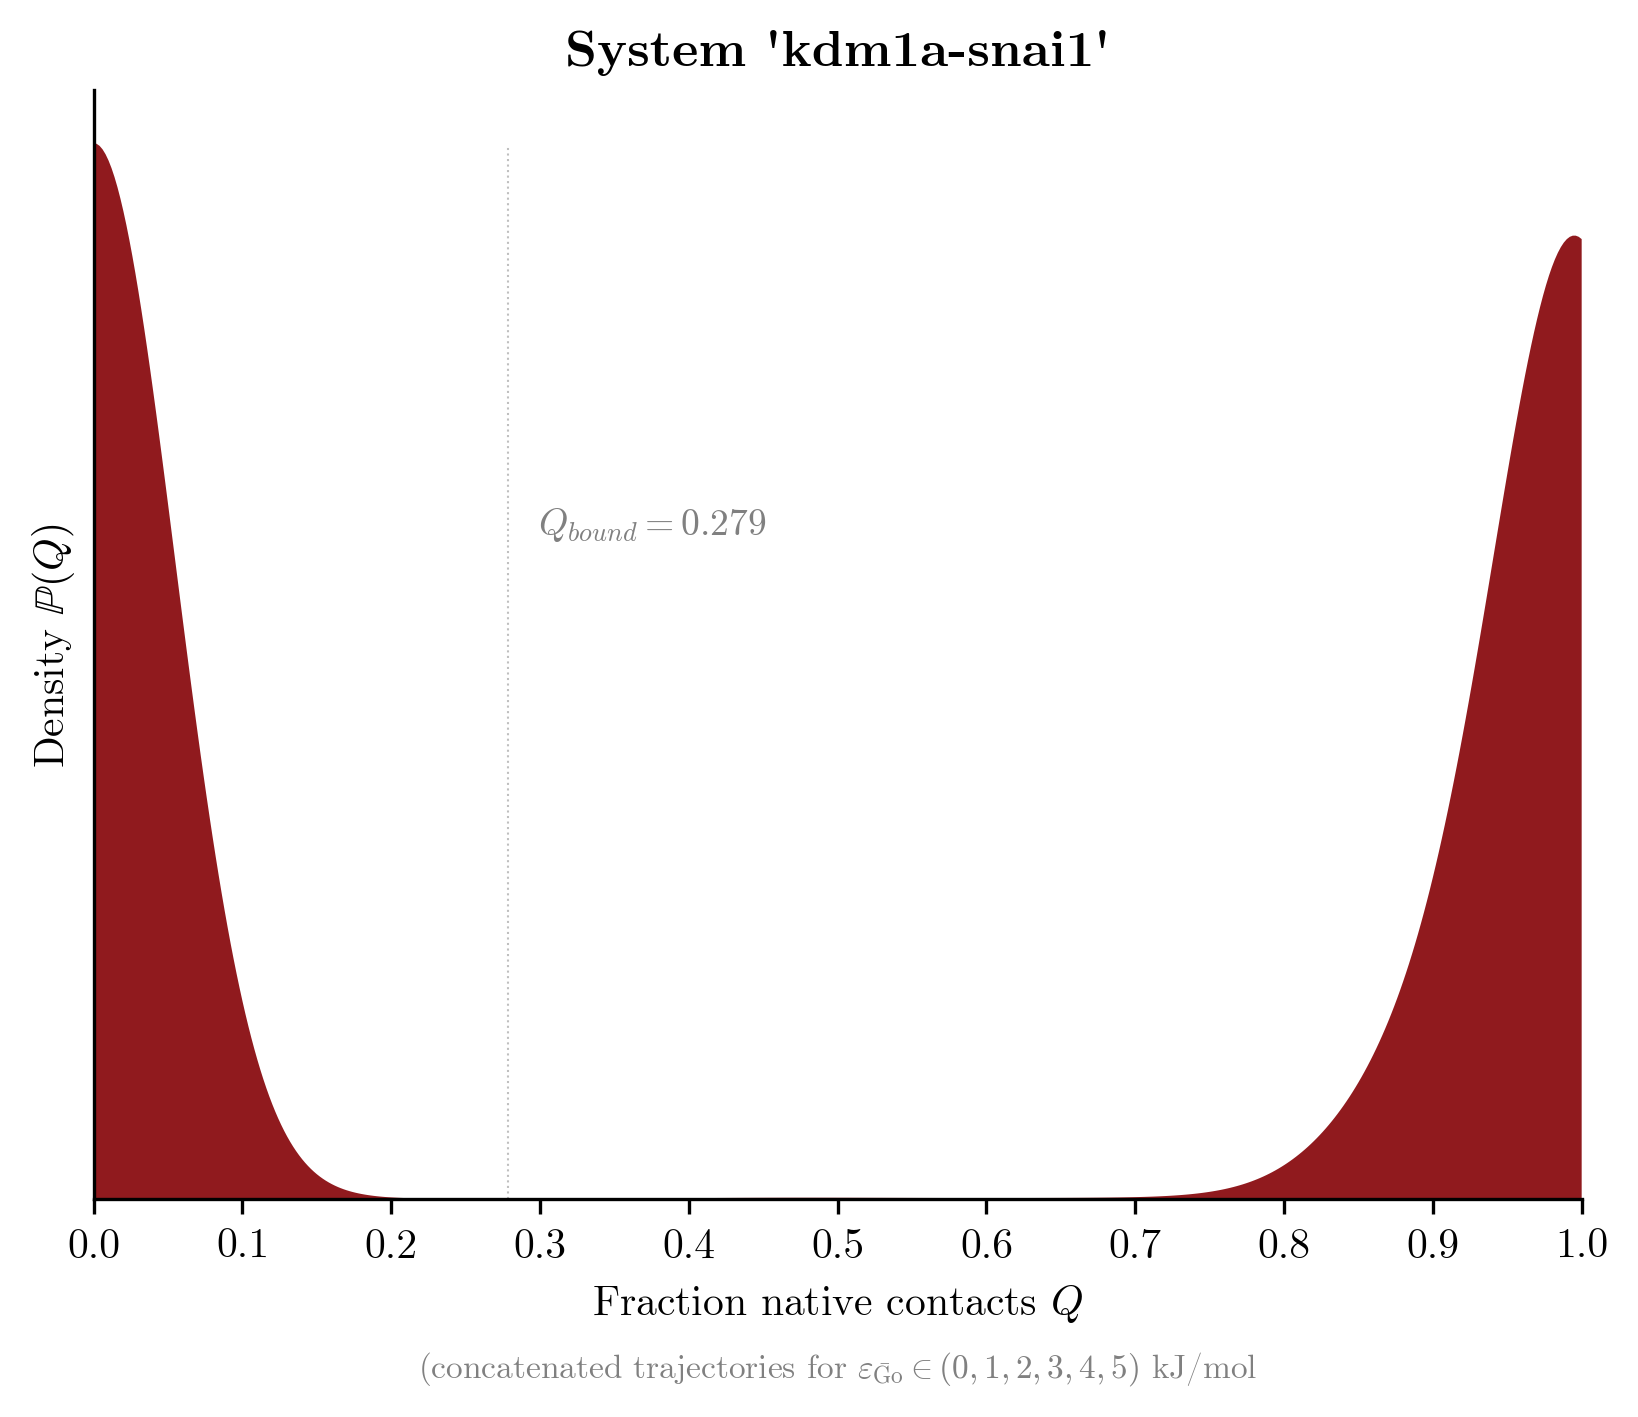 System 'kdm1a-snai1'
Density ℙ(Q)
Q_bound = 0.279
0.0 0.1 0.2 0.3 0.4 0.5 0.6 0.7 0.8 0.9 1.0
Fraction native contacts Q
(concatenated trajectories for ε_Ḡo ∈ (0, 1, 2, 3, 4, 5) kJ/mol